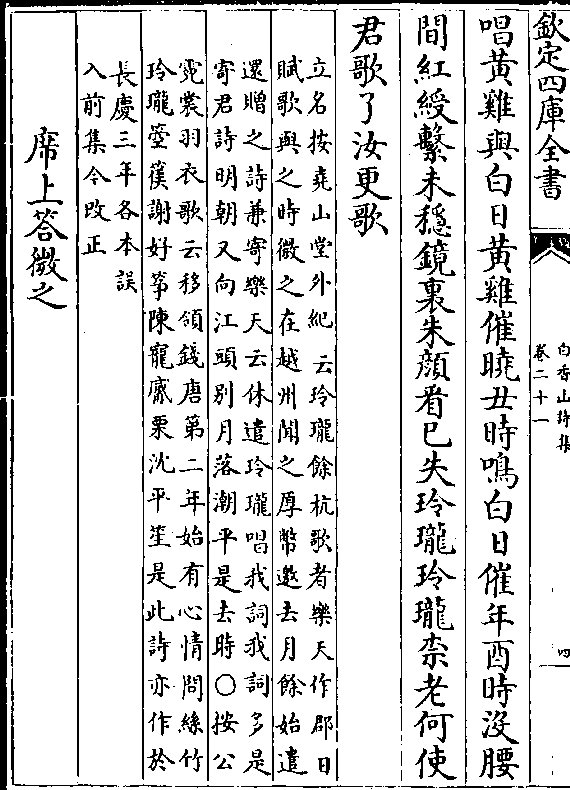 欽定四庫全書
白香山詩集
卷二十一
四
唱黄雞與白日黄雞催曉丑時鳴白日催年酉時没腰
間紅綬繫未穩鏡裏朱顔看已失玲瓏玲瓏柰老何使
君歌了汝更歌
立名按堯山堂外紀云玲瓏餘杭歌者樂天作郡日
賦歌與之時微之在越州聞之厚幣邀去月餘始遣
還贈之詩兼寄樂天云休遣玲瓏唱我詞我詞多是
寄君詩明朝又向江頭别月落潮平是去時○按公
霓裳羽衣歌云移領錢唐第二年始有心情問絲竹
玲瓏箜篌謝好箏陳寵觱栗沈平笙是此詩亦作於
長慶三年各本誤
入前集今改正
席上答微之